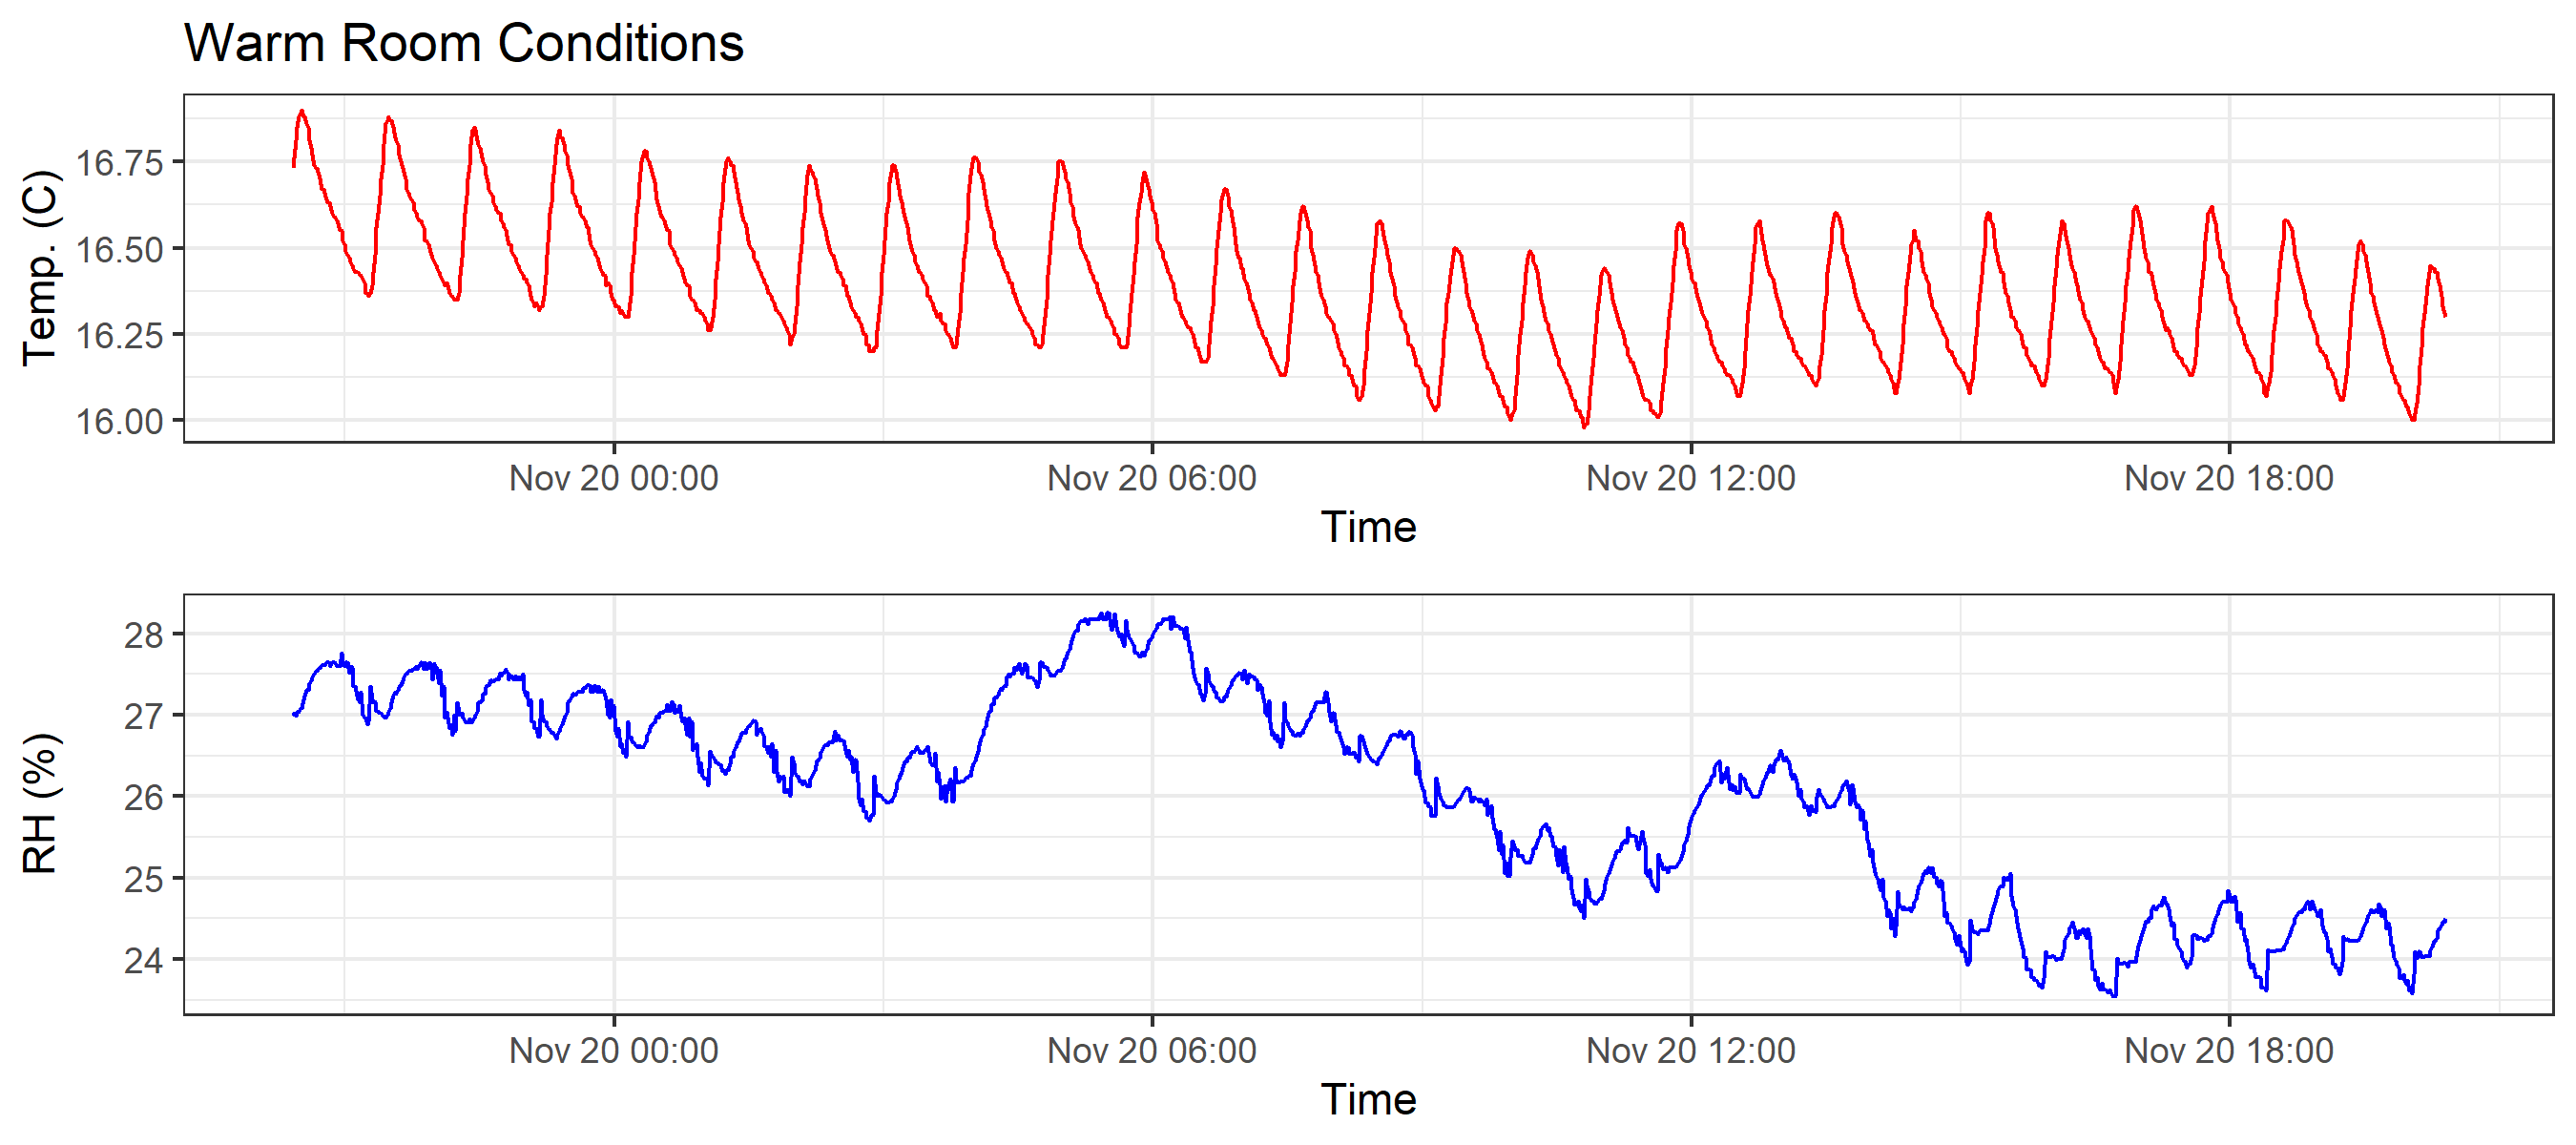 Warm Room Conditions
Temp. (C)
16.75
16.50
16.25
16.00
Nov 20 00:00 Nov 20 06:00 Nov 20 12:00 Nov 20 18:00
Time
RH (%)
28
27
26
25
24
Nov 20 00:00 Nov 20 06:00 Nov 20 12:00 Nov 20 18:00
Time